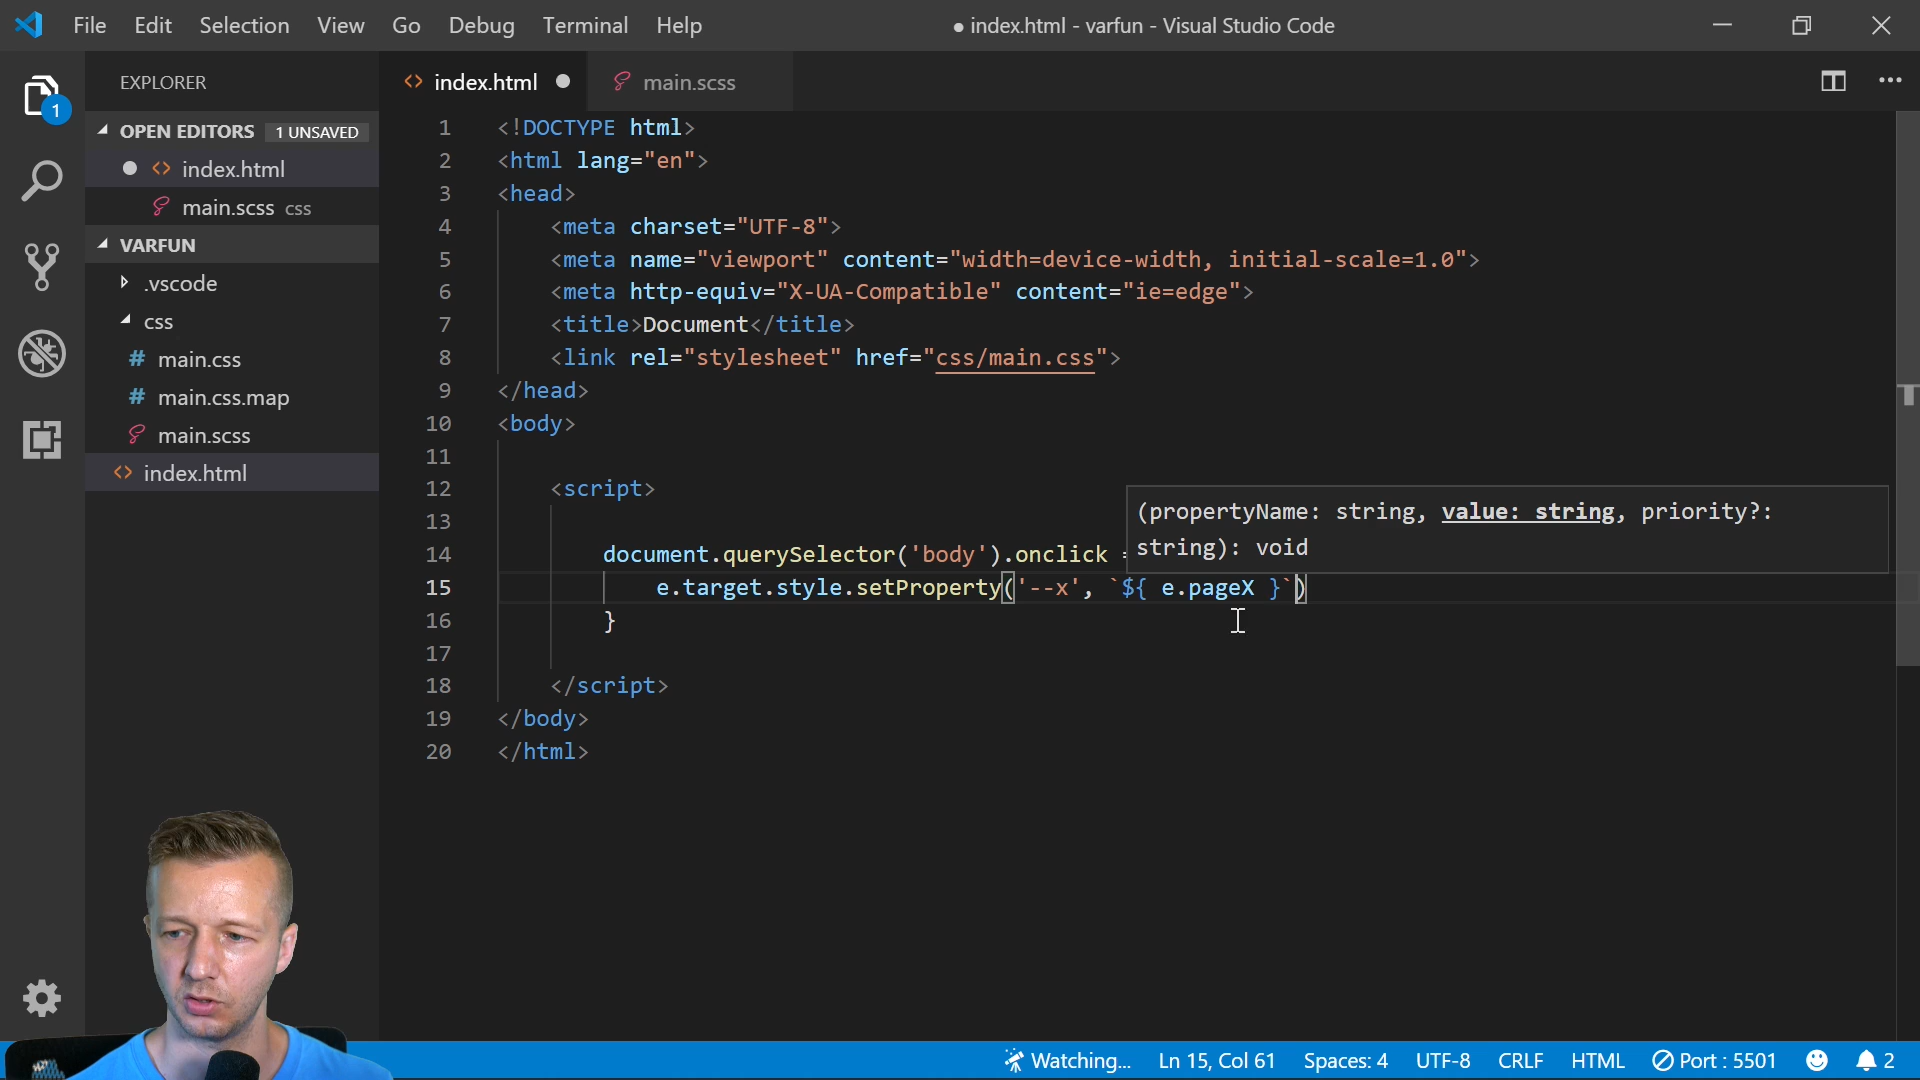 File Edit Selection View Go Debug Terminal Help
● index.html - varfun - Visual Studio Code
1
EXPLORER
OPEN EDITORS 1 UNSAVED
index.html
main.scss css
VARFUN
.vscode
css
# main.css
# main.css.map
main.scss
<> index.html
<> index.html
main.scss
1 <!DOCTYPE html>
2 <html lang="en">
3 <head>
4 <meta charset="UTF-8">
5 <meta name="viewport" content="width=device-width, initial-scale=1.0">
6 <meta http-equiv="X-UA-Compatible" content="ie=edge">
7 <title>Document</title>
8 <link rel="stylesheet" href="css/main.css">
9 </head>
10 <body>
11
12 <script>
13
(propertyName: string, value: string, priority?:
string): void
14 document.querySelector('body').onclick =
15 e.target.style.setProperty('--x', `${ e.pageX }`)
16 }
17
18 </script>
19 </body>
20 </html>
Watching... Ln 15, Col 61 Spaces: 4 UTF-8 CRLF HTML Port : 5501 2